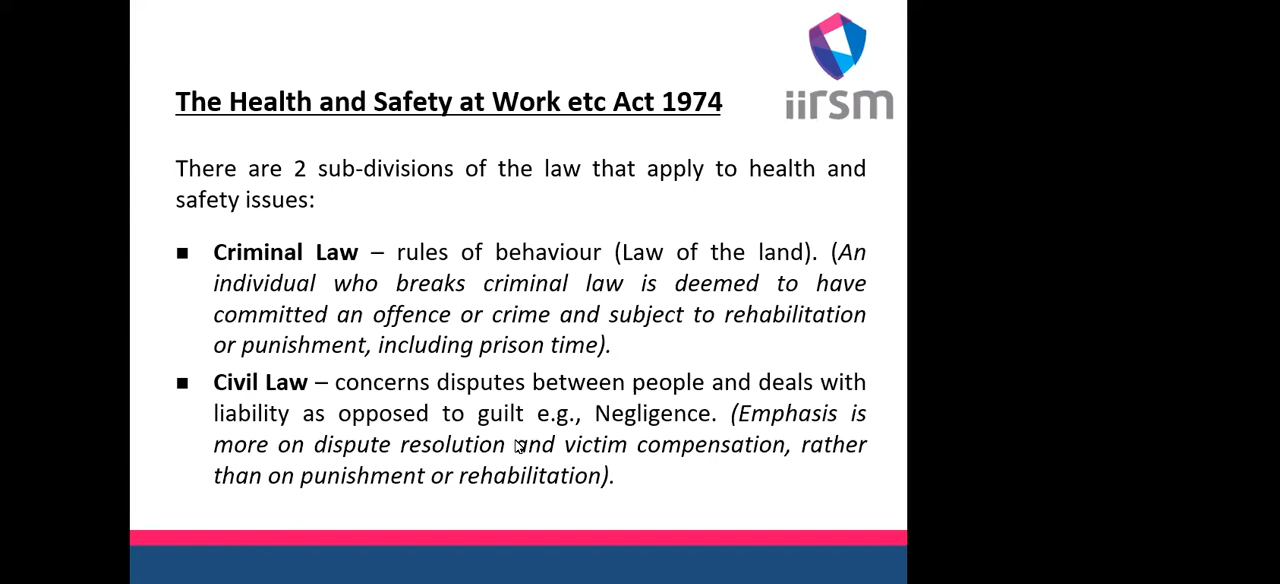 iirsm
The Health and Safety at Work etc Act 1974
There are 2 sub-divisions of the law that apply to health and
safety issues:
■ Criminal Law – rules of behaviour (Law of the land). (An
individual who breaks criminal law is deemed to have
committed an offence or crime and subject to rehabilitation
or punishment, including prison time).
■ Civil Law – concerns disputes between people and deals with
liability as opposed to guilt e.g., Negligence. (Emphasis is
more on dispute resolution and victim compensation, rather
than on punishment or rehabilitation).